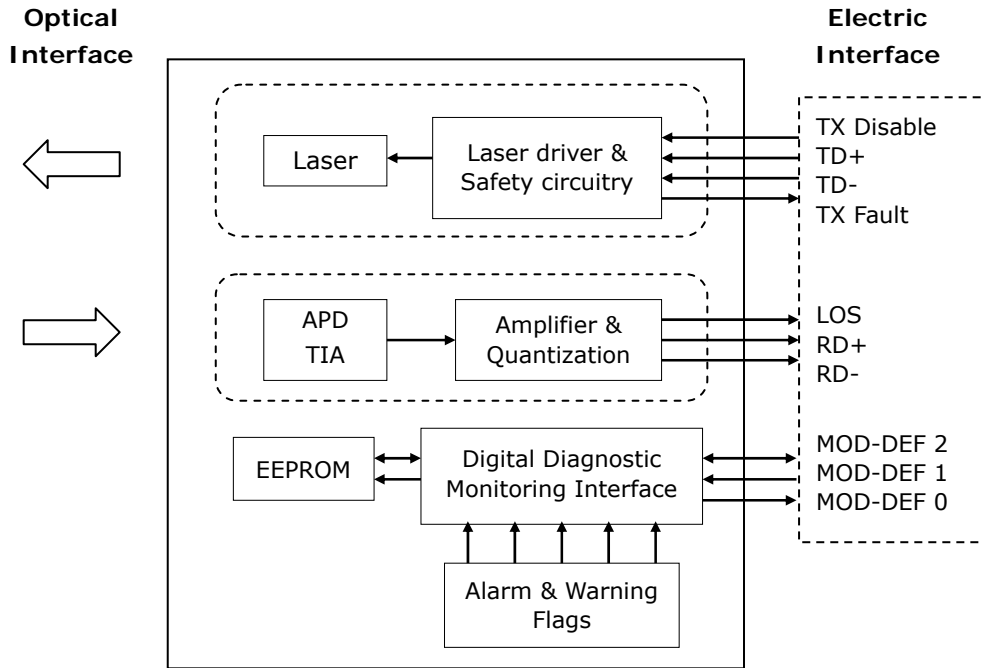 Optical
Interface
Electric
Interface
Laser
Laser driver &
Safety circuitry
TX Disable
TD+
TD-
TX Fault
APD
TIA
Amplifier &
Quantization
LOS
RD+
RD-
EEPROM
Digital Diagnostic
Monitoring Interface
MOD-DEF 2
MOD-DEF 1
MOD-DEF 0
Alarm & Warning
Flags